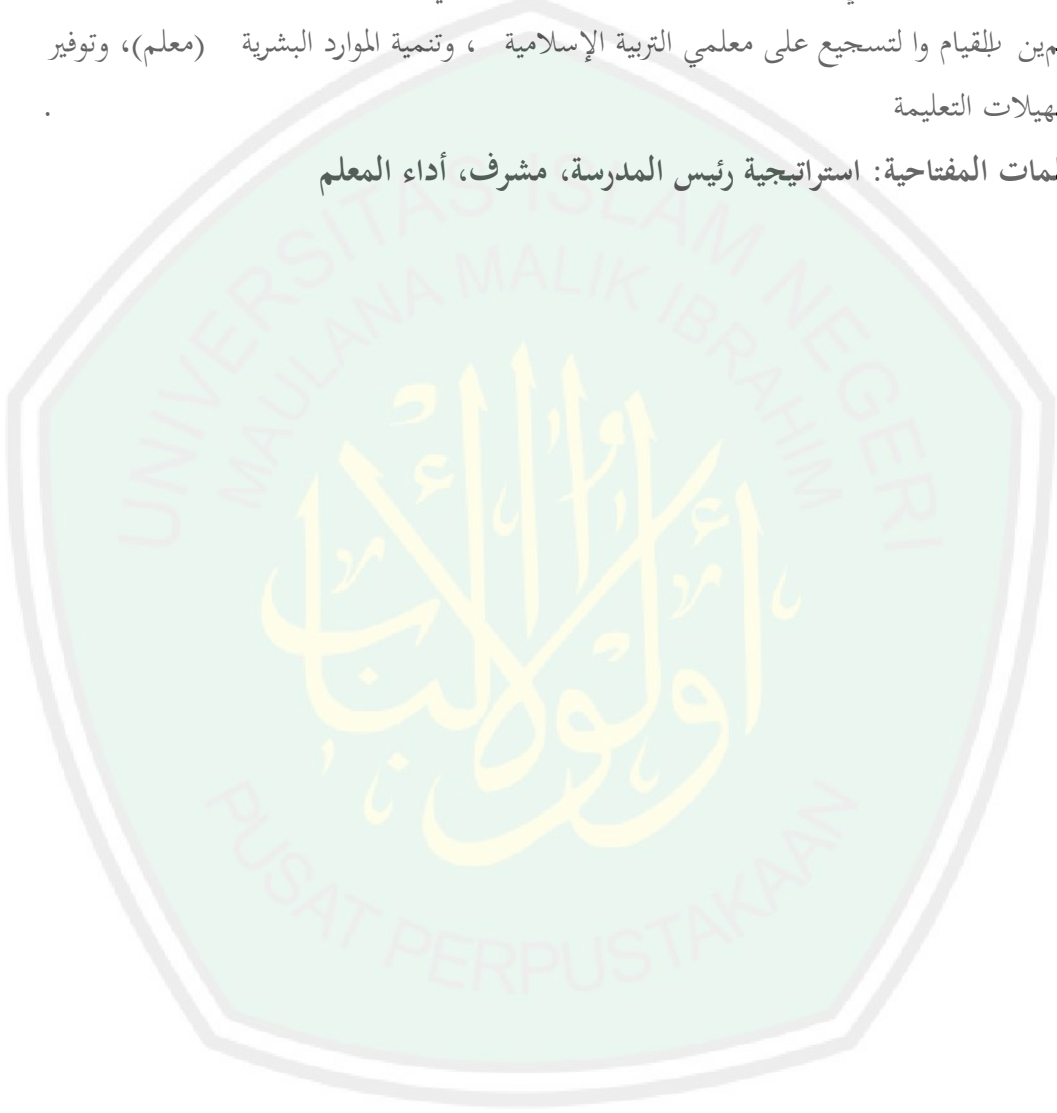 مين للقيام وا لتسجيع على معلمي التربية الإسلامية ، وتنمية الموارد البشرية (معلم)، وتوفير
هيلات التعليمة .
لمات المفتاحية: استراتيجية رئيس المدرسة، مشرف، أداء المعلم
UNIVERSITAS ISLAM NEGERI
MAULANA MALIK IBRAHIM
أولوا الألباب
PUSAT PERPUSTAKAAN